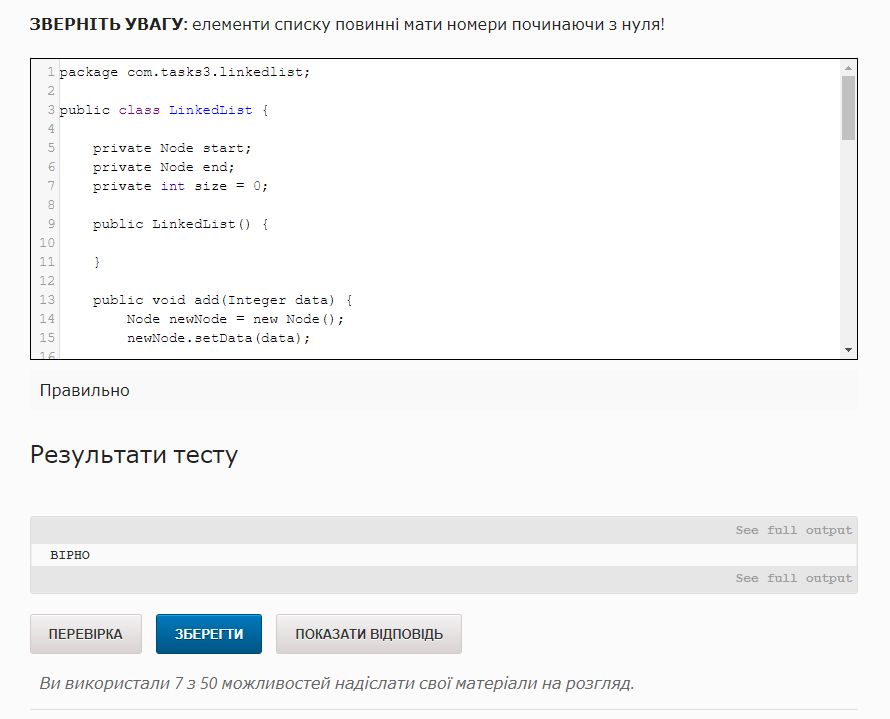 ЗВЕРНІТЬ УВАГУ: елементи списку повинні мати номери починаючи з нуля!
1 package com.tasks3.linkedlist;
2
3 public class LinkedList {
4
5 private Node start;
6 private Node end;
7 private int size = 0;
8
9 public LinkedList() {
10
11 }
12
13 public void add(Integer data) {
14 Node newNode = new Node();
15 newNode.setData(data);
16
Правильно
Результати тесту
See full output
ВІРНО
See full output
ПЕРЕВІРКА ЗБЕРЕГТИ ПОКАЗАТИ ВІДПОВІДЬ
Ви використали 7 з 50 можливостей надіслати свої матеріали на розгляд.